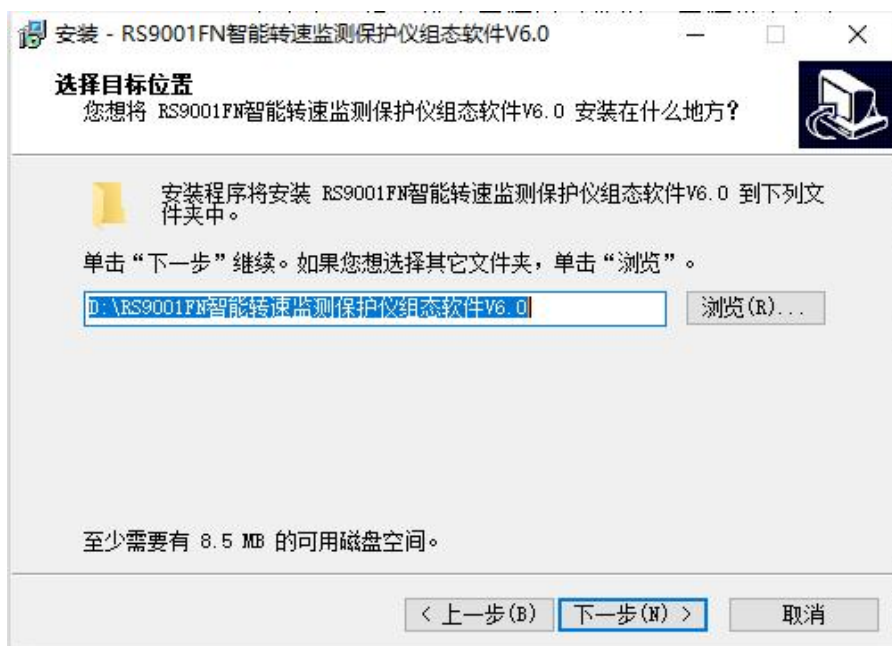 安装 - RS9001FN智能转速监测保护仪组态软件V6.0
选择目标位置
您想将 RS9001FN智能转速监测保护仪组态软件V6.0 安装在什么地方？
安装程序将安装 RS9001FN智能转速监测保护仪组态软件V6.0 到下列文
件夹中。
单击“下一步”继续。如果您想选择其它文件夹，单击“浏览”。
D:\RS9001FN智能转速监测保护仪组态软件V6.0
浏览(R)...
至少需要有 8.5 MB 的可用磁盘空间。
< 上一步(B)
下一步(N) >
取消